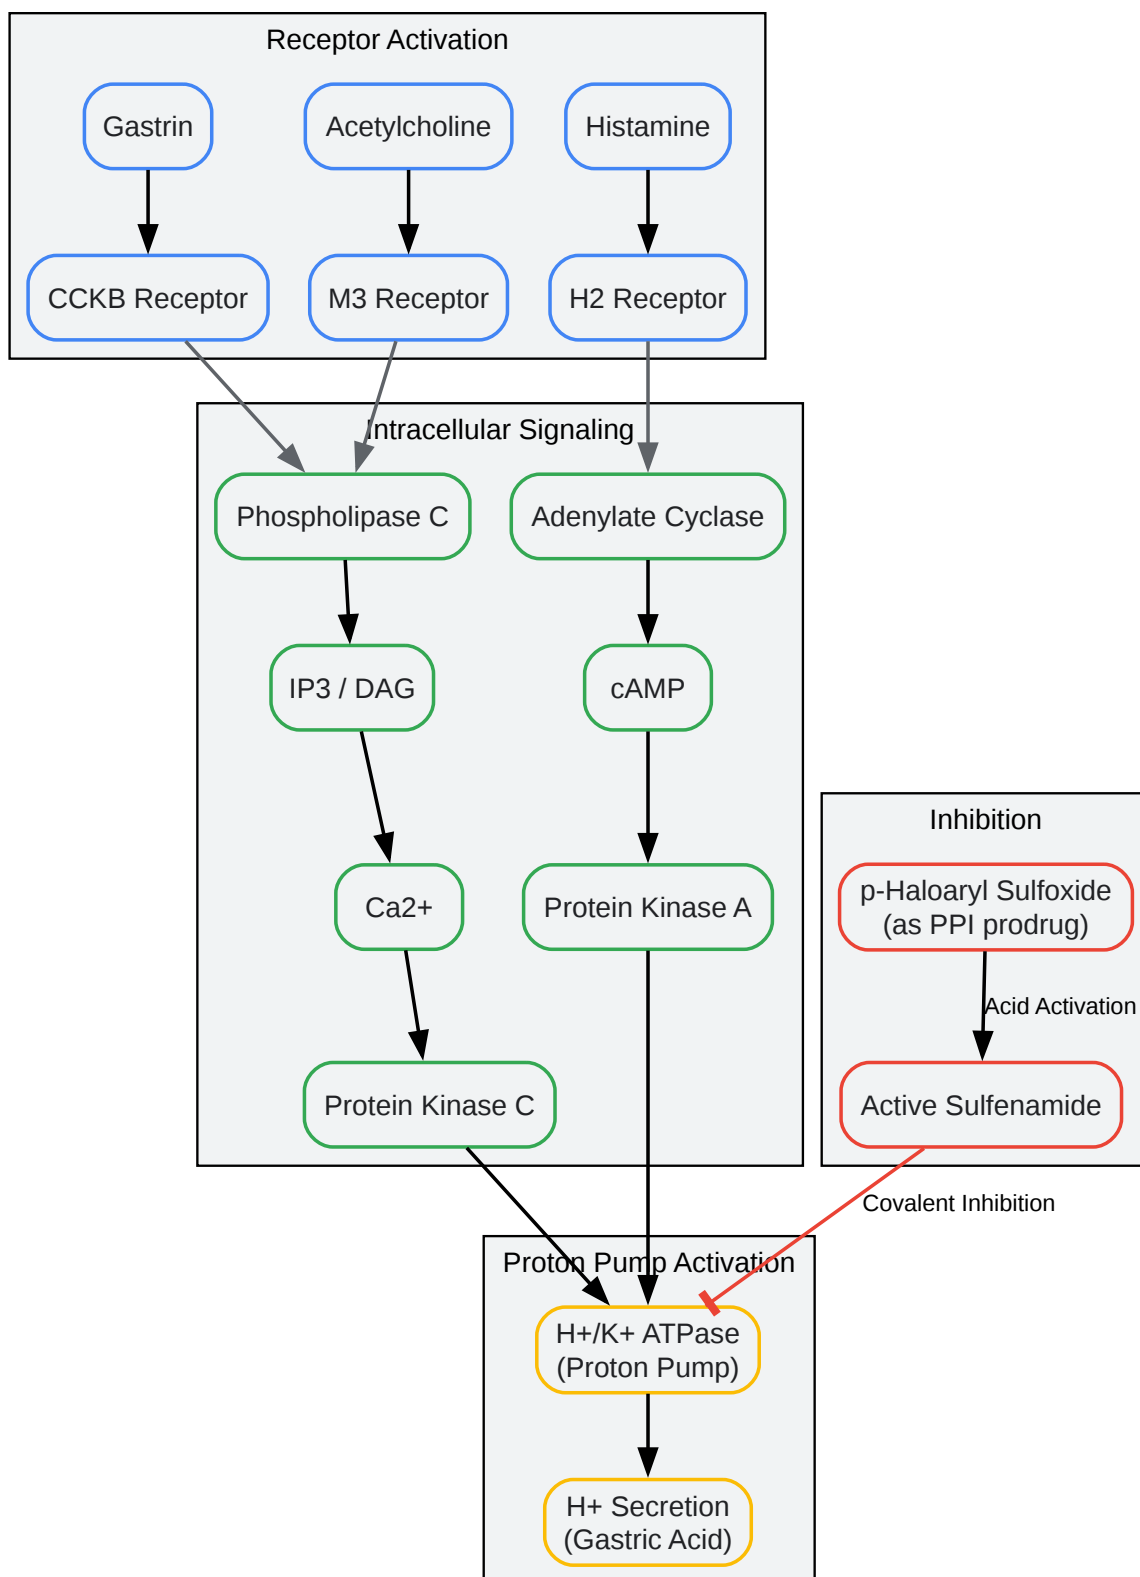 Receptor Activation
Gastrin
Acetylcholine
Histamine
CCKB Receptor
M3 Receptor
H2 Receptor
Intracellular Signaling
Phospholipase C
Adenylate Cyclase
IP3 / DAG
cAMP
Inhibition
Ca2+
Protein Kinase A
p-Haloaryl Sulfoxide
(as PPI prodrug)
Acid Activation
Protein Kinase C
Active Sulfenamide
Covalent Inhibition
Proton Pump Activation
H+/K+ ATPase
(Proton Pump)
H+ Secretion
(Gastric Acid)